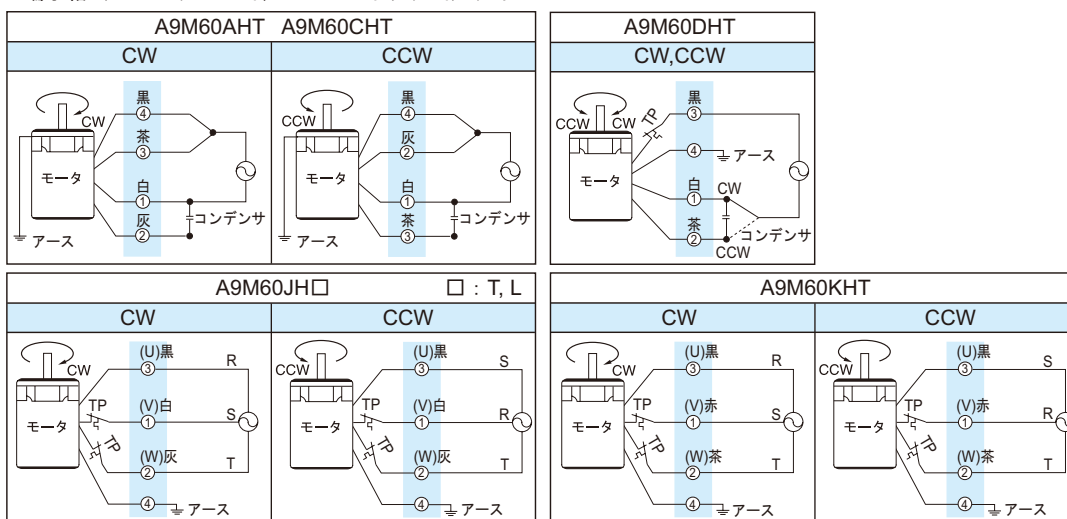 A9M60AHT A9M60CHT
CW
CCW
CW
黒
④
茶
③
モータ
白
①
灰
②
コンデンサ
アース
CCW
黒
④
灰
②
モータ
白
①
茶
③
コンデンサ
アース
A9M60DHT
CW,CCW
CCW
CW
TP
黒
③
④
アース
モータ
白
①
CW
茶
②
コンデンサ
CCW
A9M60JH□
□：T, L
CW
CCW
CW
(U)黒
③
R
TP
(V)白
①
S
モータ
TP
(W)灰
②
T
④
アース
CCW
(U)黒
③
S
TP
(V)白
①
R
モータ
TP
(W)灰
②
T
④
アース
A9M60KHT
CW
CCW
CW
(U)黒
③
R
TP
(V)赤
①
S
モータ
TP
(W)茶
②
T
④
アース
CCW
(U)黒
③
S
TP
(V)赤
①
R
モータ
TP
(W)茶
②
T
④
アース